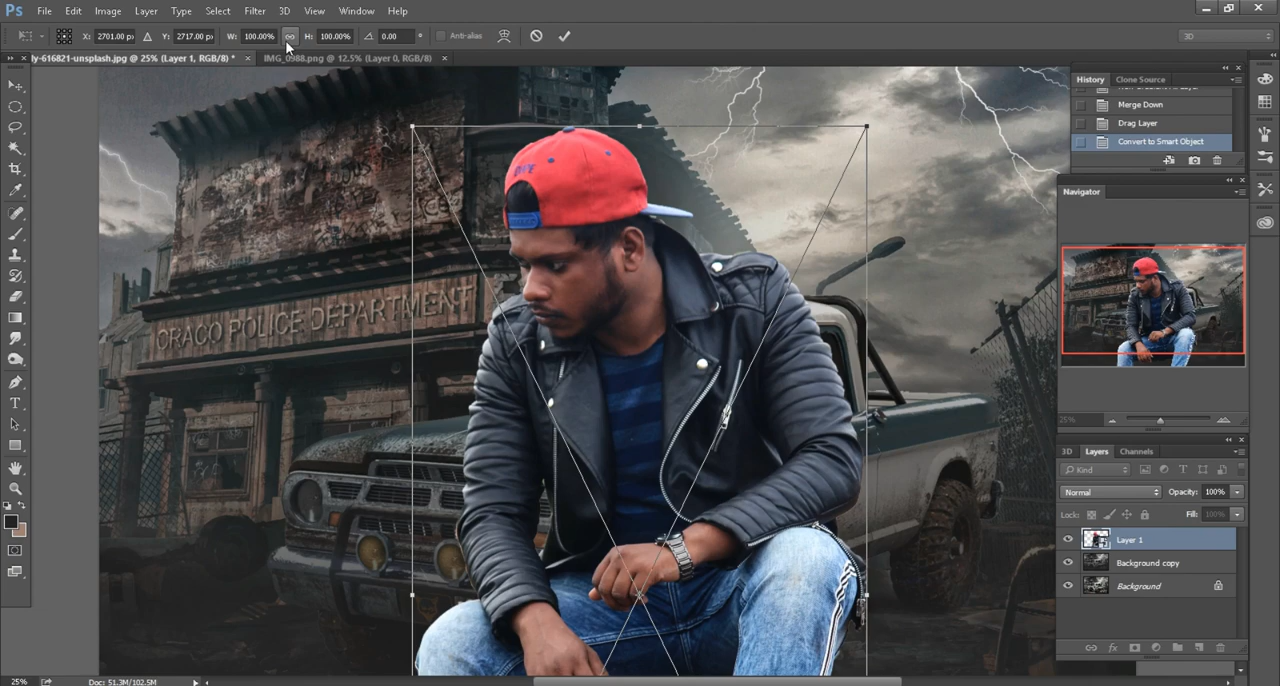 Ps File Edit Image Layer Type Select Filter 3D View Window Help
X: 2701.00 px Y: 2717.00 px W: 100.00% H: 100.00% 0.00 ° Anti-alias 3D
ly-616821-unsplash.jpg @ 25% (Layer 1, RGB/8) * × IMG_0988.png @ 12.5% (Layer 0, RGB/8) ×
History Clone Source
Merge Down
Drag Layer
Convert to Smart Object
Navigator
25%
3D Layers Channels
Kind
Normal Opacity: 100%
Lock: Fill: 100%
Layer 1
Background copy
Background
ORACO POLICE DEPARTMENT
25% Doc: 51.3M/102.5M